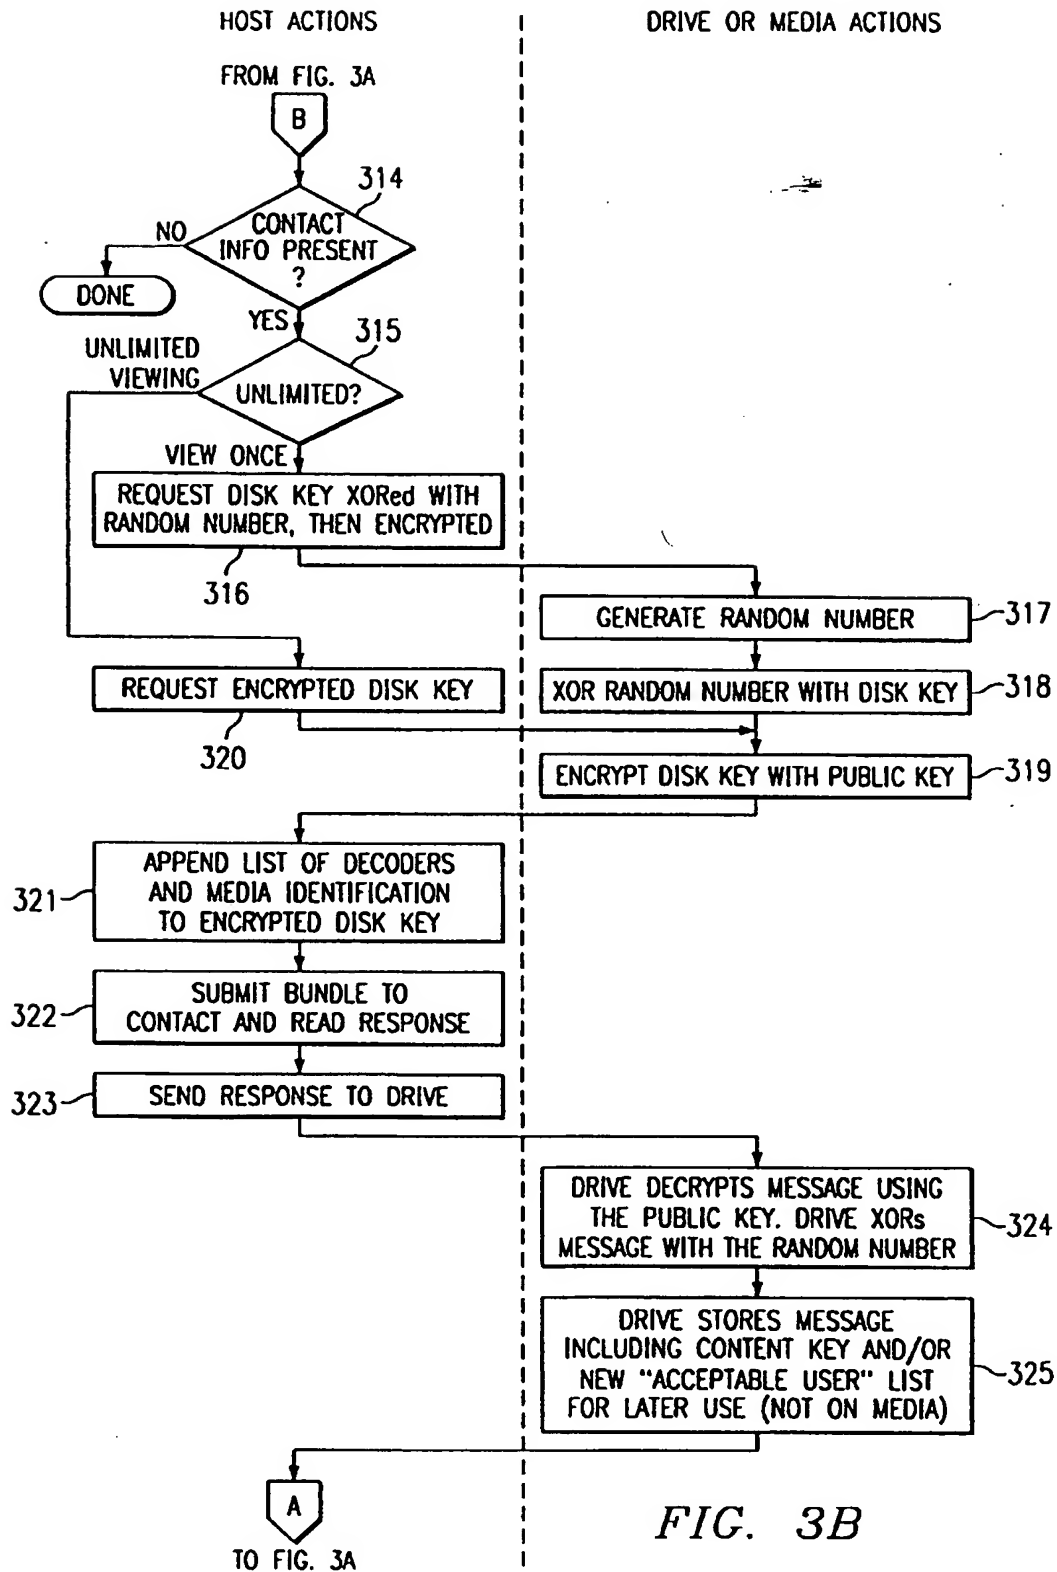 HOST ACTIONS
DRIVE OR MEDIA ACTIONS
FROM FIG. 3A
B
314
CONTACT
INFO PRESENT
?
NO
DONE
YES
315
UNLIMITED
VIEWING
UNLIMITED?
VIEW ONCE
REQUEST DISK KEY XORed WITH
RANDOM NUMBER, THEN ENCRYPTED
316
GENERATE RANDOM NUMBER
317
XOR RANDOM NUMBER WITH DISK KEY
318
REQUEST ENCRYPTED DISK KEY
320
ENCRYPT DISK KEY WITH PUBLIC KEY
319
APPEND LIST OF DECODERS
AND MEDIA IDENTIFICATION
TO ENCRYPTED DISK KEY
321
SUBMIT BUNDLE TO
CONTACT AND READ RESPONSE
322
SEND RESPONSE TO DRIVE
323
DRIVE DECRYPTS MESSAGE USING
THE PUBLIC KEY. DRIVE XORs
MESSAGE WITH THE RANDOM NUMBER
324
DRIVE STORES MESSAGE
INCLUDING CONTENT KEY AND/OR
NEW "ACCEPTABLE USER" LIST
FOR LATER USE (NOT ON MEDIA)
325
A
TO FIG. 3A
FIG. 3B